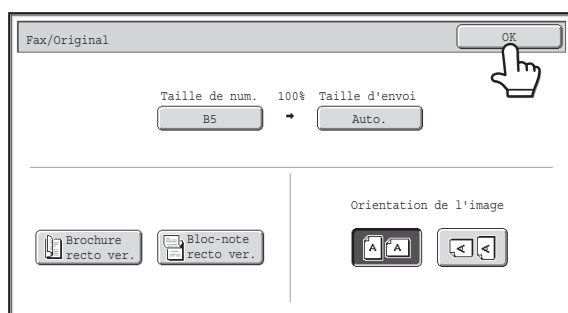 Fax/Original
OK
Taille de num. 100% Taille d'envoi
B5 Auto.
Orientation de l'image
Brochure
recto ver.
Bloc-note
recto ver.
A A A A